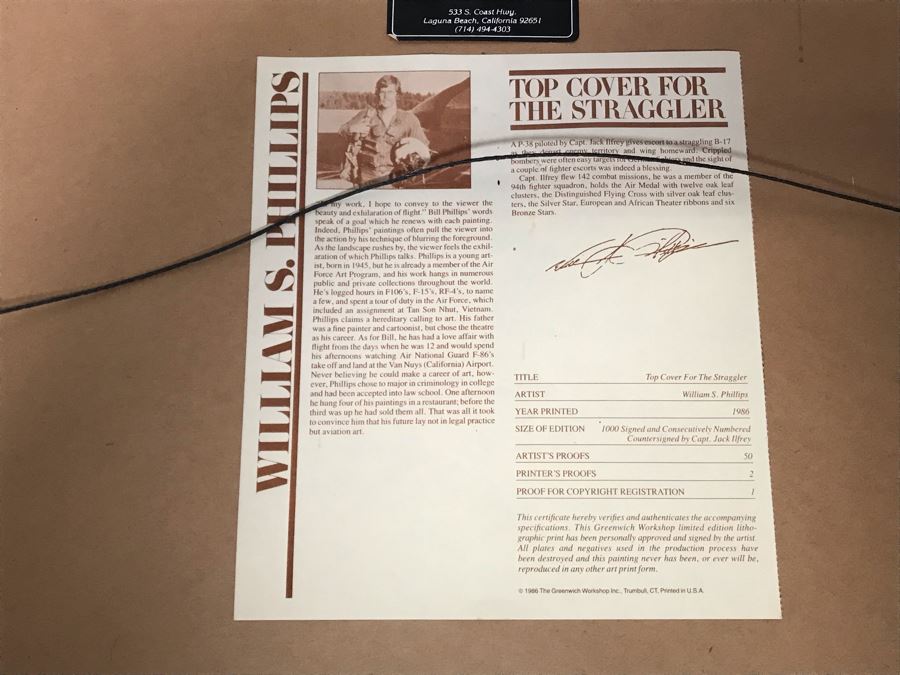 533 S. Coast Hwy.
Laguna Beach, California 92651
(714) 494-4303
WILLIAM S. PHILLIPS
my work, I hope to convey to the viewer the
beauty and exhilaration of flight." Bill Phillips' words
speak of a goal which he renews with each painting.
Indeed, Phillips' paintings often pull the viewer into
the action by his technique of blurring the foreground.
As the landscape rushes by, the viewer feels the exhil-
aration of which Phillips talks. Phillips is a young art-
ist, born in 1945, but he is already a member of the Air
Force Art Program, and his work hangs in numerous
public and private collections throughout the world.
He's logged hours in F106's, F-15's, RF-4's, to name
a few, and spent a tour of duty in the Air Force, which
included an assignment at Tan Son Nhut, Vietnam.
Phillips claims a hereditary calling to art. His father
was a fine painter and cartoonist, but chose the theatre
as his career. As for Bill, he has had a love affair with
flight from the days when he was 12 and would spend
his afternoons watching Air National Guard F-86's
take off and land at the Van Nuys (California) Airport.
Never believing he could make a career of art, how-
ever, Phillips chose to major in criminology in college
and had been accepted into law school. One afternoon
he hung four of his paintings in a restaurant; before the
third was up he had sold them all. That was all it took
to convince him that his future lay not in legal practice
but aviation art.
TOP COVER FOR
THE STRAGGLER
A P-38 piloted by Capt. Jack Ilfrey gives escort to a straggling B-17
as they depart enemy territory and wing homeward. Crippled
bombers were often easy targets for German fighters and the sight of
a couple of fighter escorts was indeed a blessing.
Capt. Ilfrey flew 142 combat missions, he was a member of the
94th fighter squadron, holds the Air Medal with twelve oak leaf
clusters, the Distinguished Flying Cross with silver oak leaf clus-
ters, the Silver Star, European and African Theater ribbons and six
Bronze Stars.
TITLE Top Cover For The Straggler
ARTIST William S. Phillips
YEAR PRINTED 1986
SIZE OF EDITION 1000 Signed and Consecutively Numbered
Countersigned by Capt. Jack Ilfrey
ARTIST'S PROOFS 50
PRINTER'S PROOFS 2
PROOF FOR COPYRIGHT REGISTRATION 1
This certificate hereby verifies and authenticates the accompanying
specifications. This Greenwich Workshop limited edition litho-
graphic print has been personally approved and signed by the artist.
All plates and negatives used in the production process have
been destroyed and this painting never has been, or ever will be,
reproduced in any other art print form.
© 1986 The Greenwich Workshop Inc., Trumbull, CT, Printed in U.S.A.